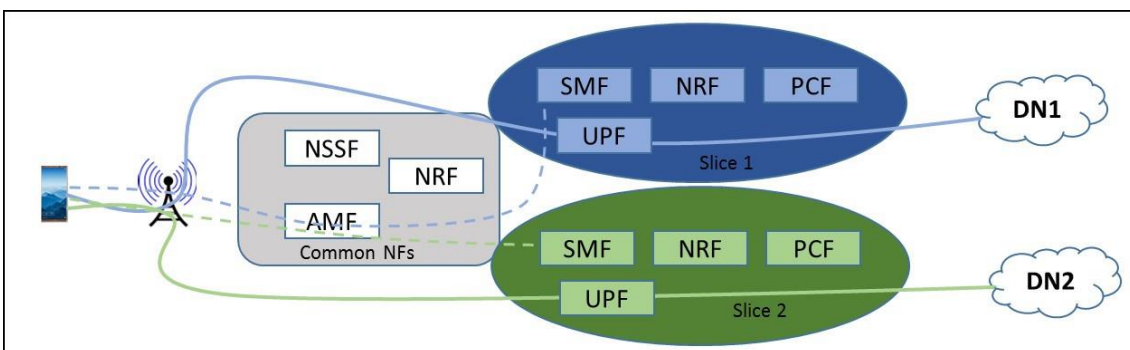 SMF NRF PCF
UPF
Slice 1
DN1
NSSF
NRF
AMF
Common NFs
SMF NRF PCF
UPF
Slice 2
DN2